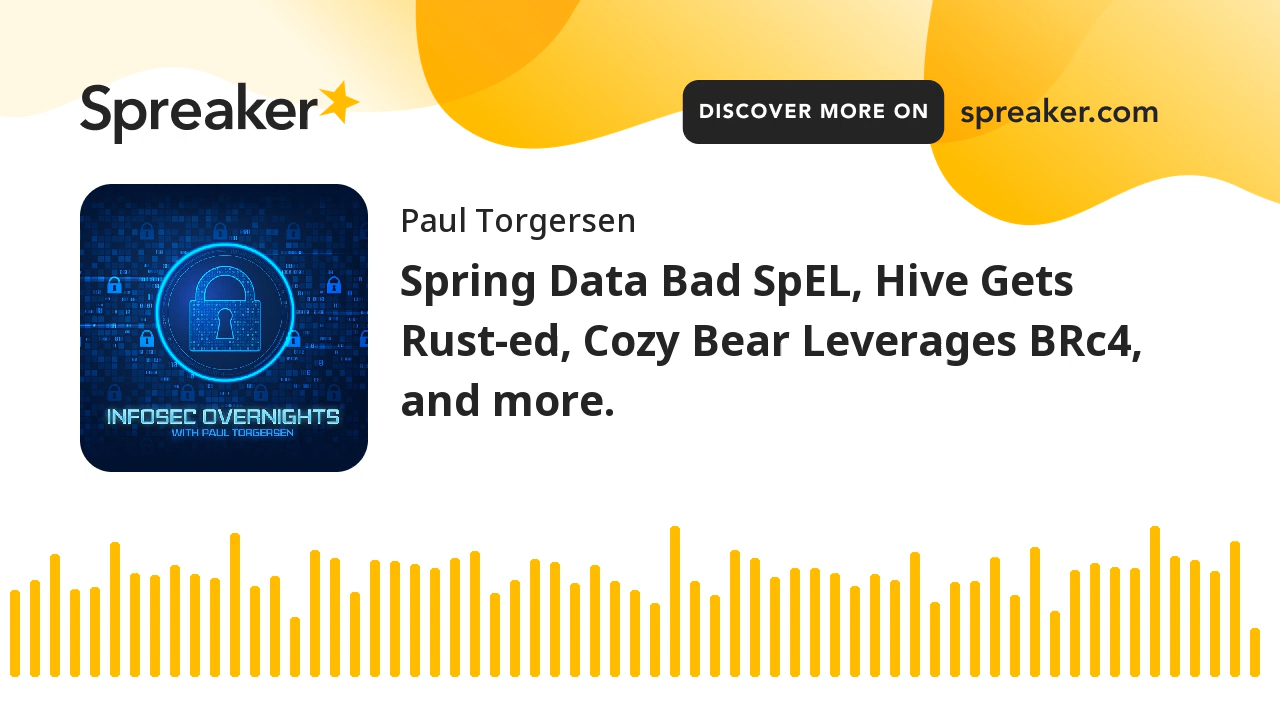 Spreaker
DISCOVER MORE ON spreaker.com
Paul Torgersen
Spring Data Bad SpEL, Hive Gets
Rust-ed, Cozy Bear Leverages BRc4,
and more.
INFOSEC OVERNIGHTS
WITH PAUL TORGERSEN